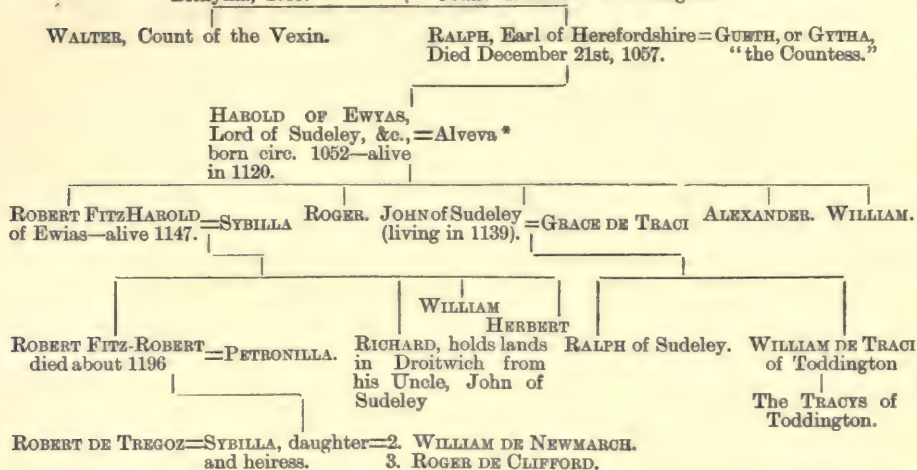 WALTER, Count of the Vexin.
RALPH, Earl of Herefordshire=GUETH, or GYTHA,
Died December 21st, 1057. "the Countess."
HAROLD OF EWYAS,
Lord of Sudeley, &c., =Alveva *
born circ. 1052—alive
in 1120.
ROBERT FITZHAROLD =SYBILLA
of Ewias—alive 1147.
ROGER.
JOHN of Sudeley =GRACE DE TRACI
(living in 1139).
ALEXANDER. WILLIAM.
ROBERT FITZ-ROBERT =PETRONILLA.
died about 1196
WILLIAM
HERBERT
RICHARD, holds lands
in Droitwich from
his Uncle, John of
Sudeley
RALPH of Sudeley.
WILLIAM DE TRACI
of Toddington
The TRACYS of
Toddington.
ROBERT DE TREGOZ=SYBILLA, daughter=2. WILLIAM DE NEWMARCH.
and heiress. 3. ROGER DE CLIFFORD.